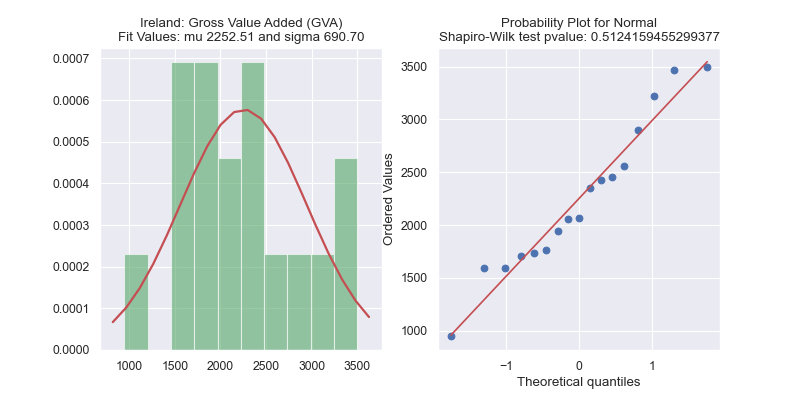 Ireland: Gross Value Added (GVA)
Fit Values: mu 2252.51 and sigma 690.70
0.0007
0.0006
0.0005
0.0004
0.0003
0.0002
0.0001
0.0000
1000 1500 2000 2500 3000 3500
Probability Plot for Normal
Shapiro-Wilk test pvalue: 0.5124159455299377
Ordered Values
3500
3000
2500
2000
1500
1000
−1 0 1
Theoretical quantiles